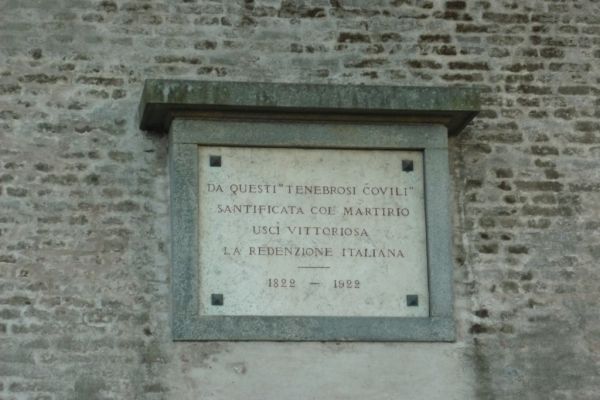 DA QUESTI "TENEBROSI COVILI"
SANTIFICATA COL MARTIRIO
USCÌ VITTORIOSA
LA REDENZIONE ITALIANA
1822 — 1922